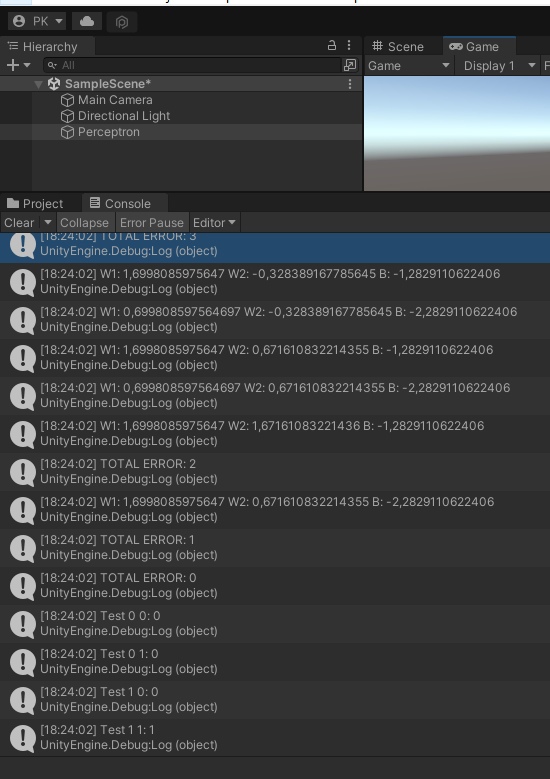 PK
Hierarchy
All
SampleScene*
Main Camera
Directional Light
Perceptron
Scene
Game
Game
Display 1
F
Project
Console
Clear
Collapse
Error Pause
Editor
[18:24:02] TOTAL ERROR: 3
UnityEngine.Debug:Log (object)
[18:24:02] W1: 1,6998085975647 W2: -0,328389167785645 B: -1,2829110622406
UnityEngine.Debug:Log (object)
[18:24:02] W1: 0,699808597564697 W2: -0,328389167785645 B: -2,2829110622406
UnityEngine.Debug:Log (object)
[18:24:02] W1: 1,6998085975647 W2: 0,671610832214355 B: -1,2829110622406
UnityEngine.Debug:Log (object)
[18:24:02] W1: 0,699808597564697 W2: 0,671610832214355 B: -2,2829110622406
UnityEngine.Debug:Log (object)
[18:24:02] W1: 1,6998085975647 W2: 1,67161083221436 B: -1,2829110622406
UnityEngine.Debug:Log (object)
[18:24:02] TOTAL ERROR: 2
UnityEngine.Debug:Log (object)
[18:24:02] W1: 1,6998085975647 W2: 0,671610832214355 B: -2,2829110622406
UnityEngine.Debug:Log (object)
[18:24:02] TOTAL ERROR: 1
UnityEngine.Debug:Log (object)
[18:24:02] TOTAL ERROR: 0
UnityEngine.Debug:Log (object)
[18:24:02] Test 0 0: 0
UnityEngine.Debug:Log (object)
[18:24:02] Test 0 1: 0
UnityEngine.Debug:Log (object)
[18:24:02] Test 1 0: 0
UnityEngine.Debug:Log (object)
[18:24:02] Test 1 1: 1
UnityEngine.Debug:Log (object)